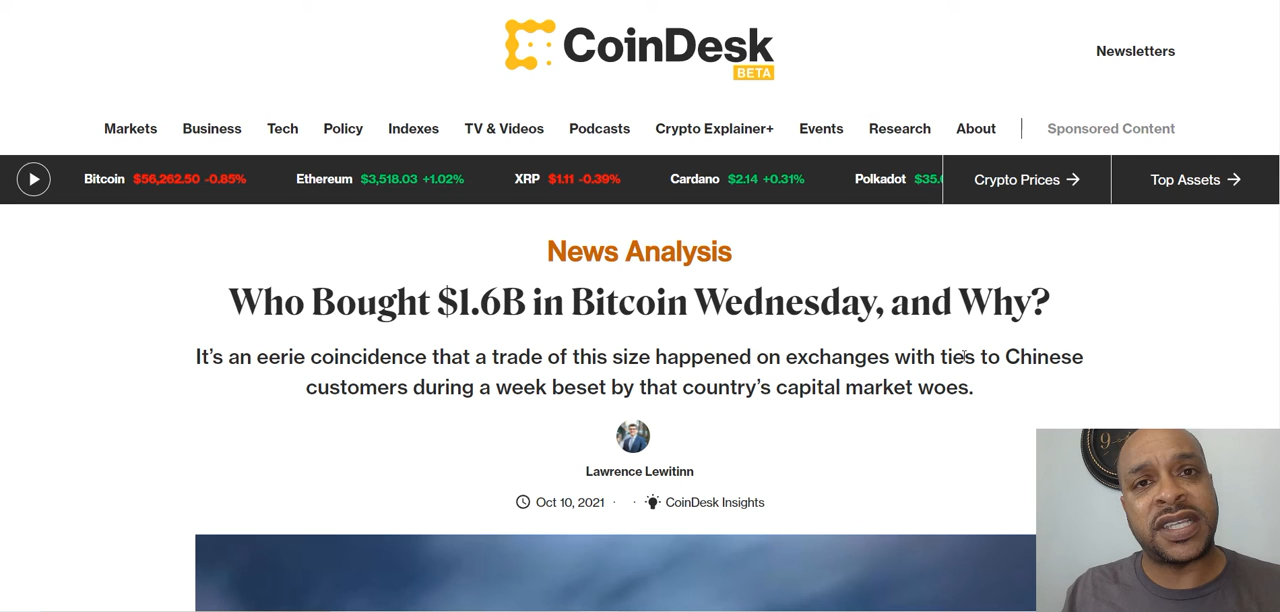 CoinDesk
BETA
Newsletters
Markets Business Tech Policy Indexes TV & Videos Podcasts Crypto Explainer+ Events Research About Sponsored Content
Bitcoin $56,262.50 -0.85% Ethereum $3,518.03 +1.02% XRP $1.11 -0.39% Cardano $2.14 +0.31% Polkadot Crypto Prices → Top Assets →
News Analysis
Who Bought $1.6B in Bitcoin Wednesday, and Why?
It's an eerie coincidence that a trade of this size happened on exchanges with ties to Chinese
customers during a week beset by that country's capital market woes.
Lawrence Lewitinn
Oct 10, 2021 · · CoinDesk Insights
9